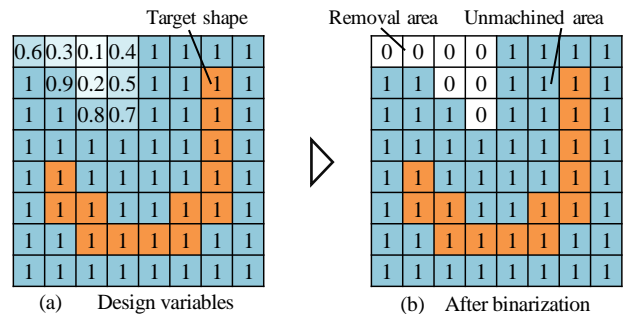 Target shape
Removal area
Unmachined area
0.6 0.3 0.1 0.4 1 1 1 1
1 0.9 0.2 0.5 1 1 1 1
1 1 0.8 0.7 1 1 1 1
1 1 1 1 1 1 1 1
1 1 1 1 1 1 1 1
1 1 1 1 1 1 1 1
1 1 1 1 1 1 1 1
1 1 1 1 1 1 1 1
(a) Design variables
0 0 0 0 1 1 1 1
1 1 0 0 1 1 1 1
1 1 1 0 1 1 1 1
1 1 1 1 1 1 1 1
1 1 1 1 1 1 1 1
1 1 1 1 1 1 1 1
1 1 1 1 1 1 1 1
1 1 1 1 1 1 1 1
(b) After binarization